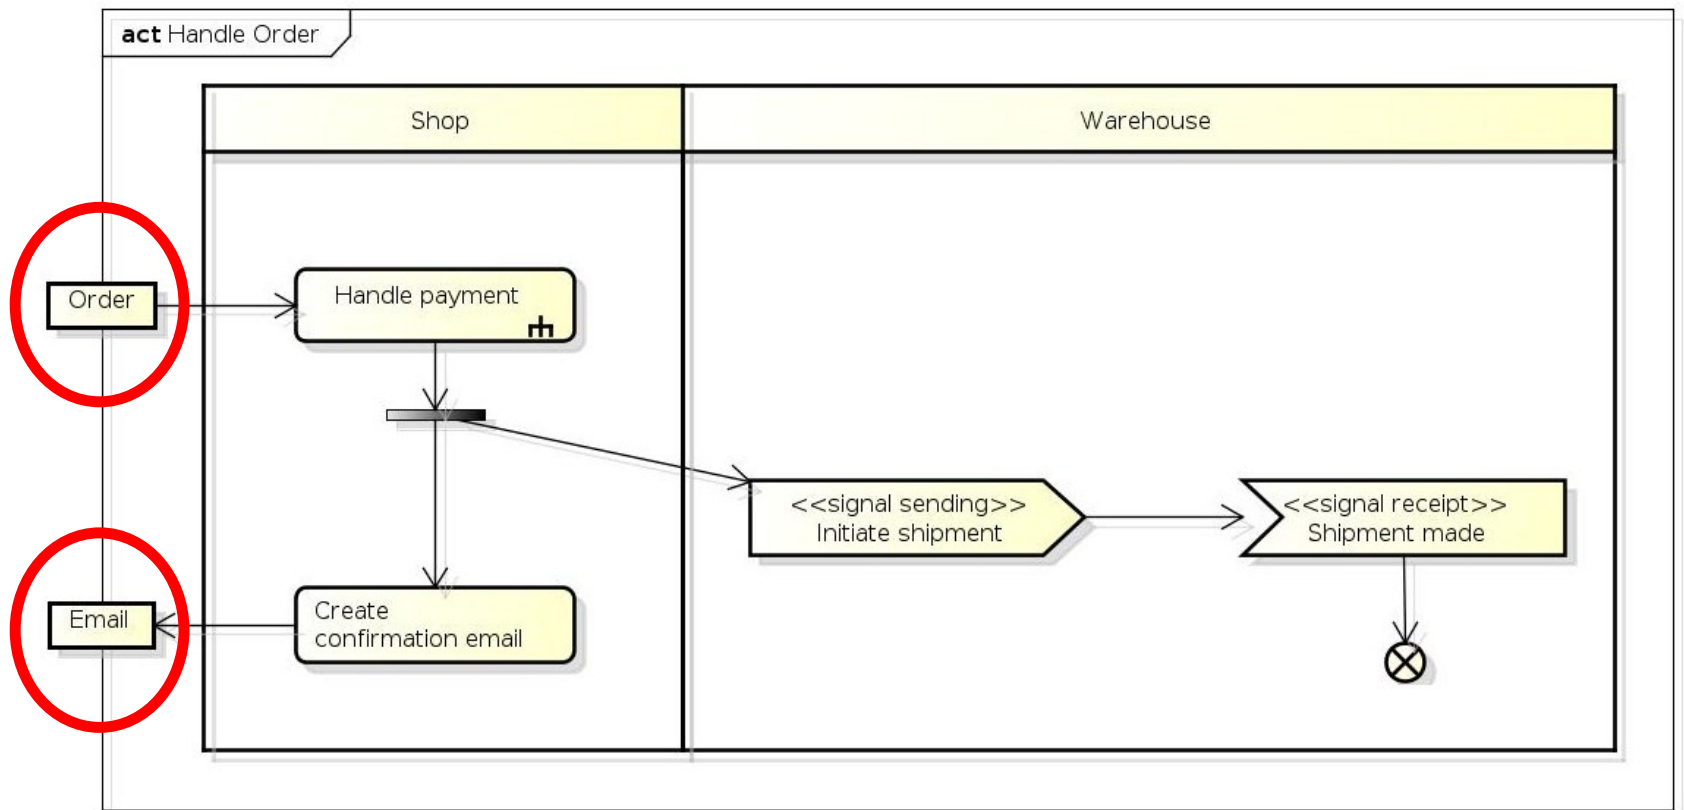 act Handle Order
Shop
Warehouse
Order
Handle payment
<<signal sending>>
Initiate shipment
<<signal receipt>>
Shipment made
Email
Create
confirmation email